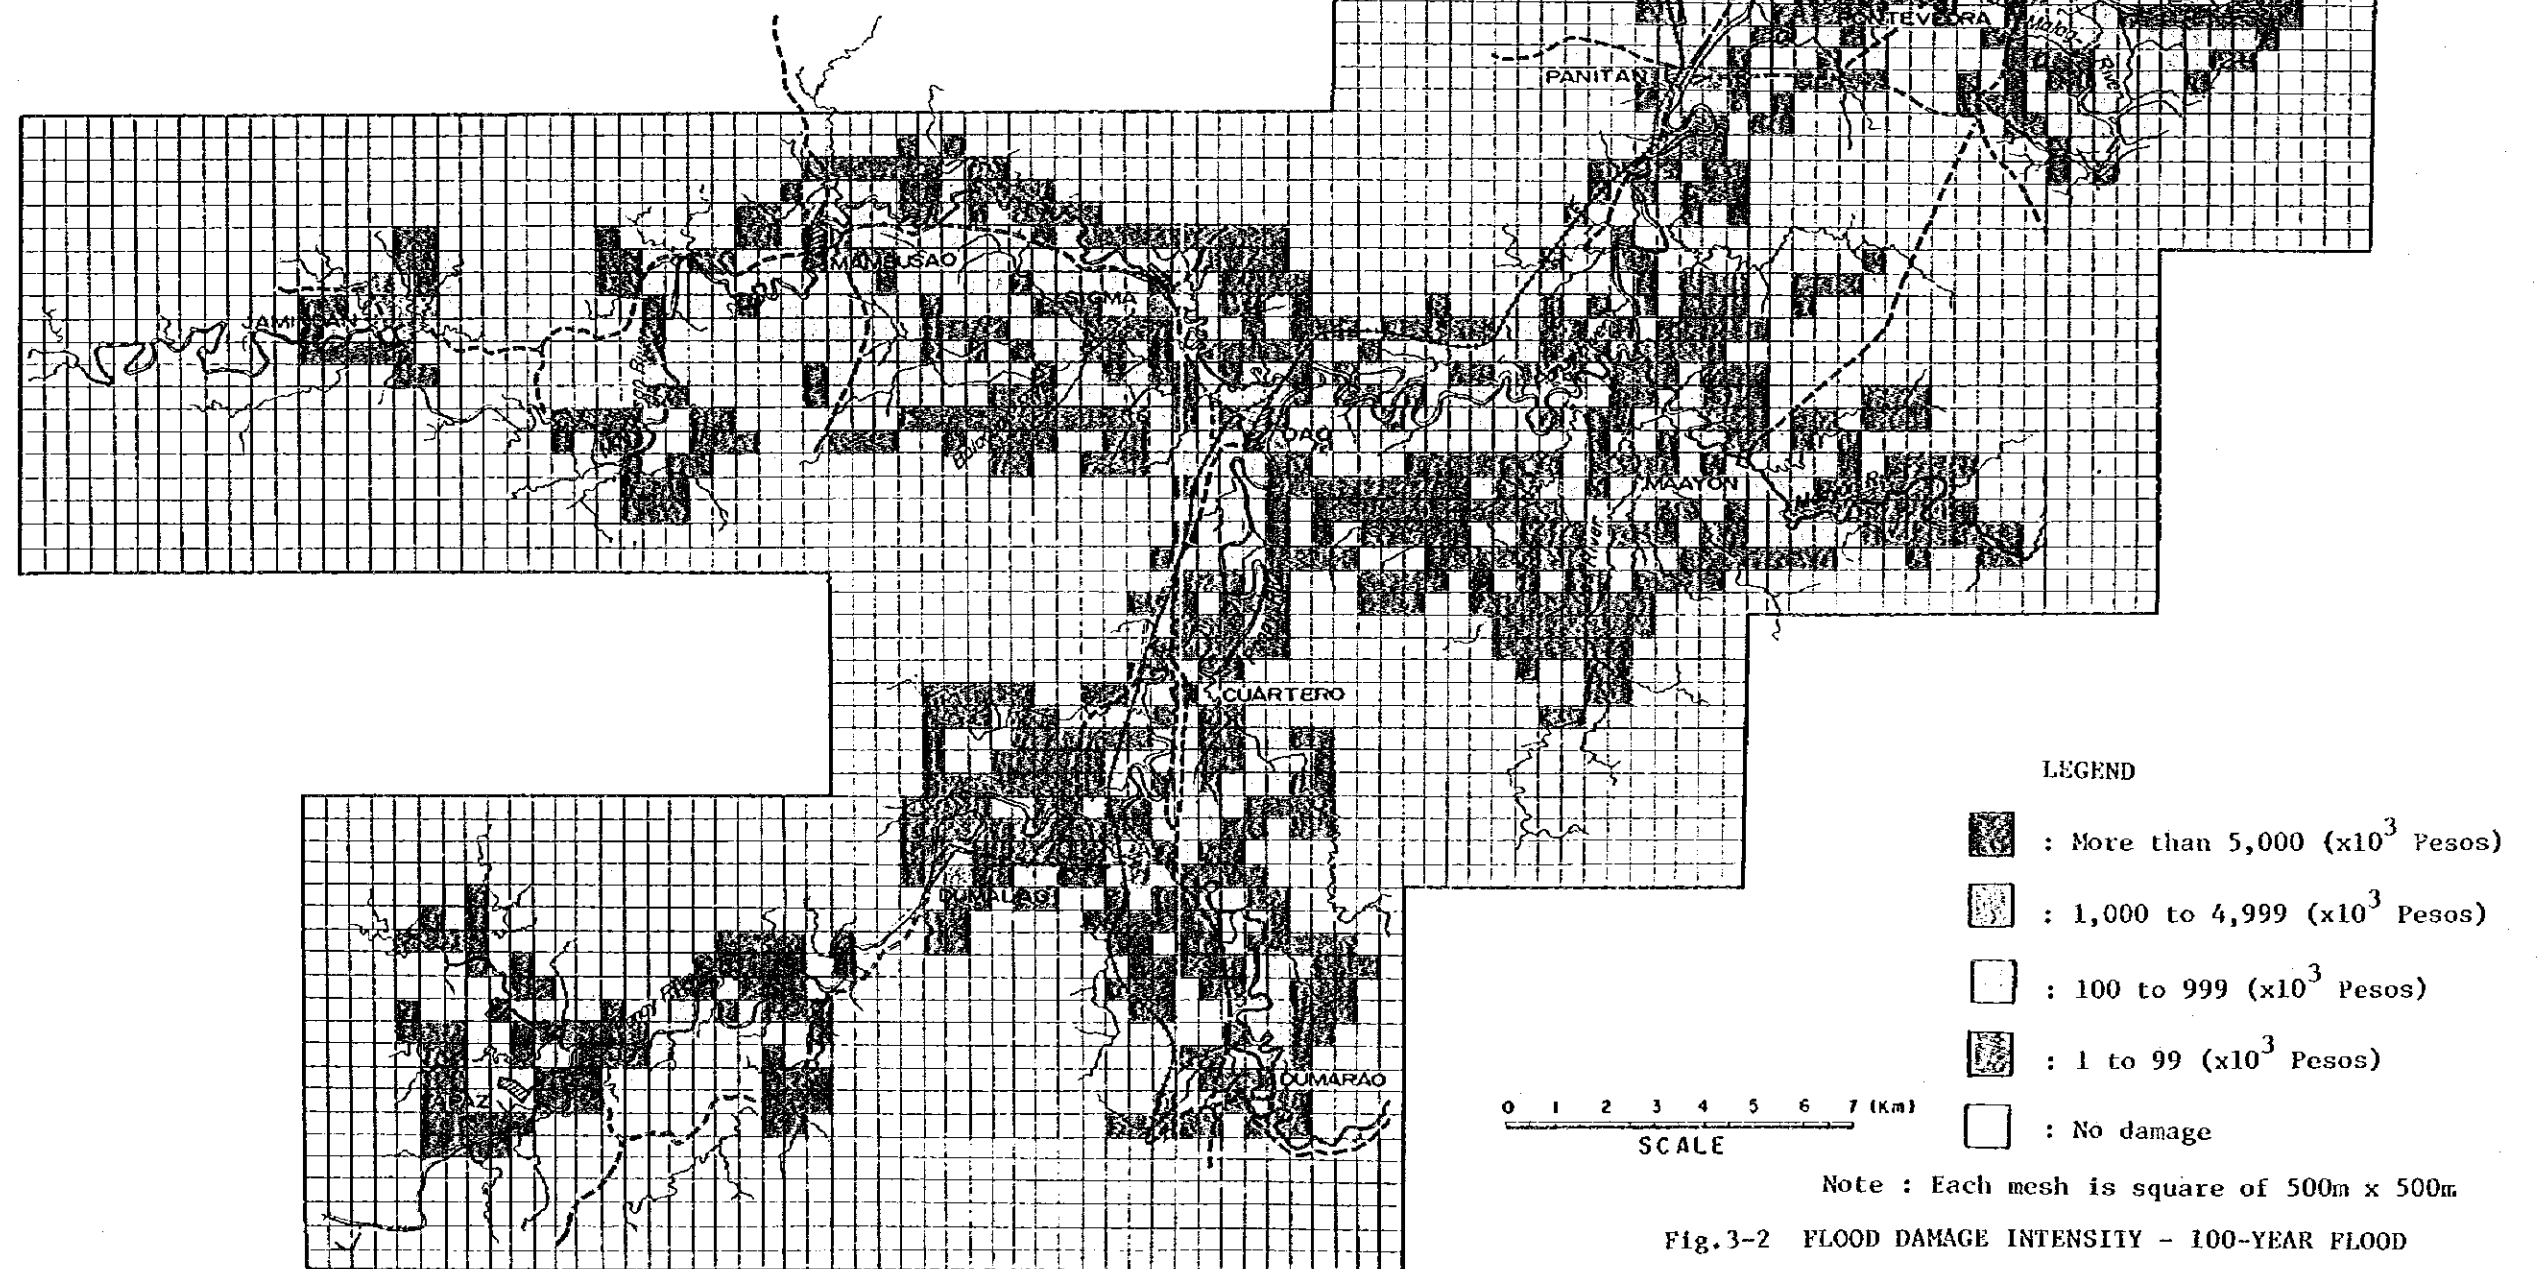 PONTEVEDRA
PANITAN
River
MAMBUSAO
SIGMA
DAO
MAAYON
River
CUARTERO
DUMALAG
DUMARAO
LEGEND
: More than 5,000 (x10³ Pesos)
: 1,000 to 4,999 (x10³ Pesos)
: 100 to 999 (x10³ Pesos)
: 1 to 99 (x10³ Pesos)
: No damage
0 1 2 3 4 5 6 7 (Km)
SCALE
Note : Each mesh is square of 500m x 500m
Fig.3-2 FLOOD DAMAGE INTENSITY - 100-YEAR FLOOD